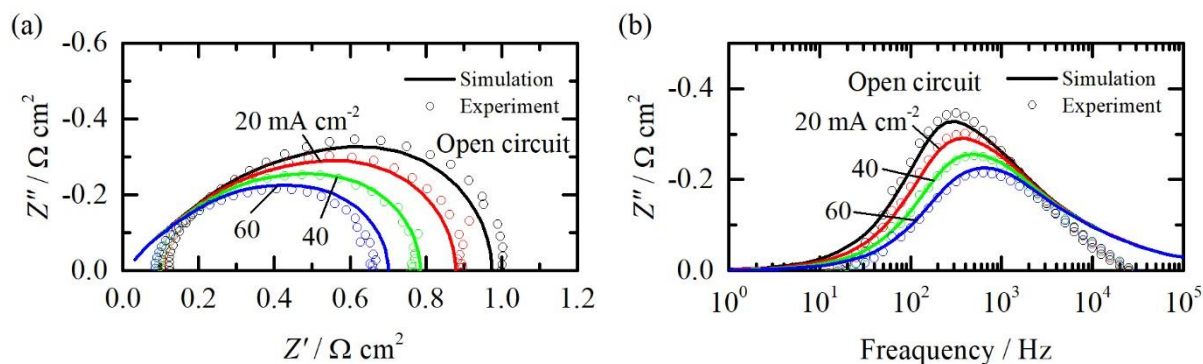 (a)
-0.6
-0.4
-0.2
0.0
Z″ / Ω cm²
Simulation
Experiment
20 mA cm⁻²
Open circuit
60
40
0.0 0.2 0.4 0.6 0.8 1.0 1.2
Z′ / Ω cm²
(b)
-0.4
-0.2
-0.0
Z″ / Ω cm²
Open circuit
Simulation
Experiment
20 mA cm⁻²
40
60
10⁰ 10¹ 10² 10³ 10⁴ 10⁵
Freaquency / Hz